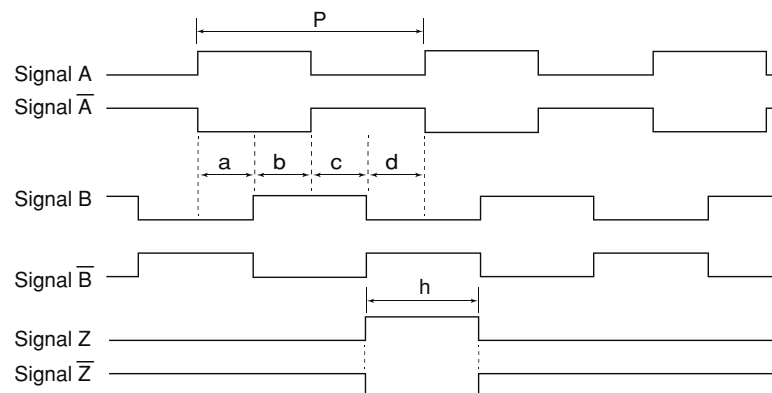 P
Signal A
Signal A̅
a b c d
Signal B
Signal B̅
h
Signal Z
Signal Z̅